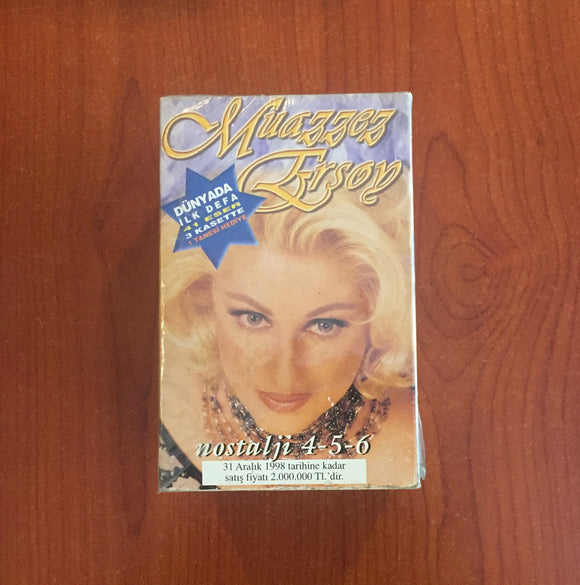 Muazzez
Ersoy
DÜNYADA
İLK DEFA
41 ESER
3 KASETTE
1 TANESİ HEDİYE
nostalji 4-5-6
31 Aralık 1998 tarihine kadar
satış fiyatı 2.000.000 Tl.'dir.